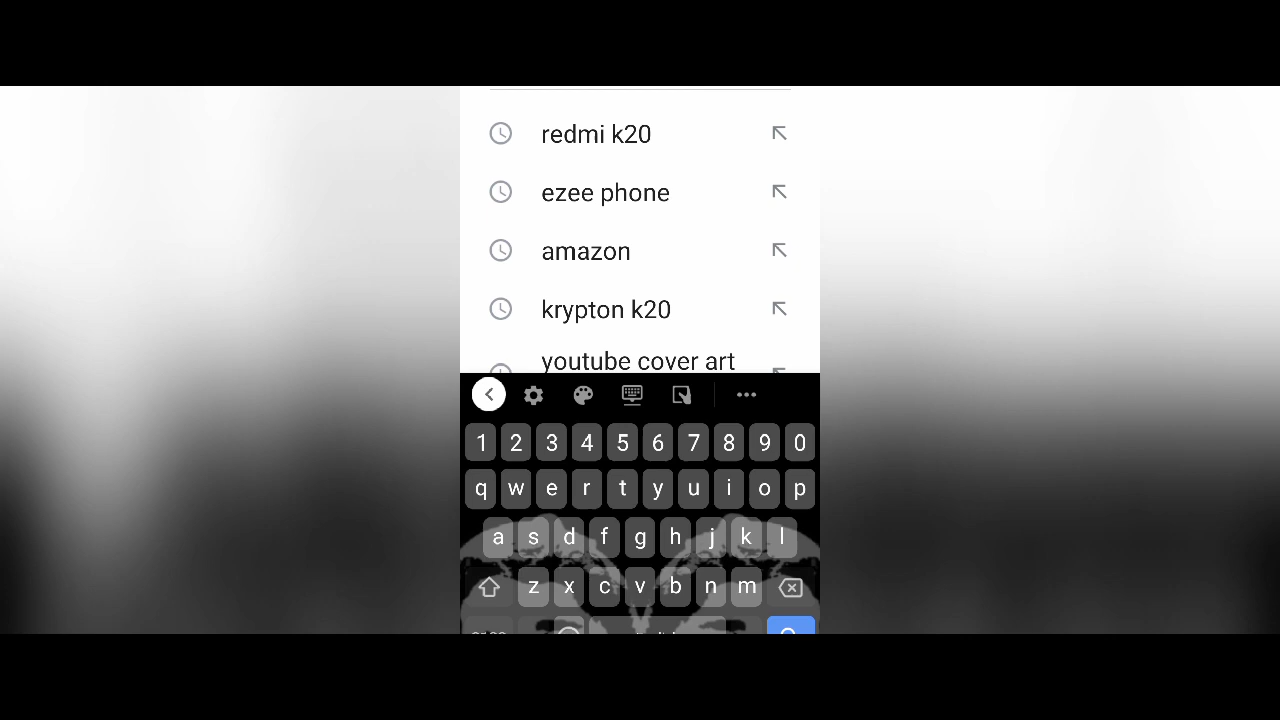 redmi k20
ezee phone
amazon
krypton k20
youtube cover art
1 2 3 4 5 6 7 8 9 0
q w e r t y u i o p
a s d f g h j k l
z x c v b n m